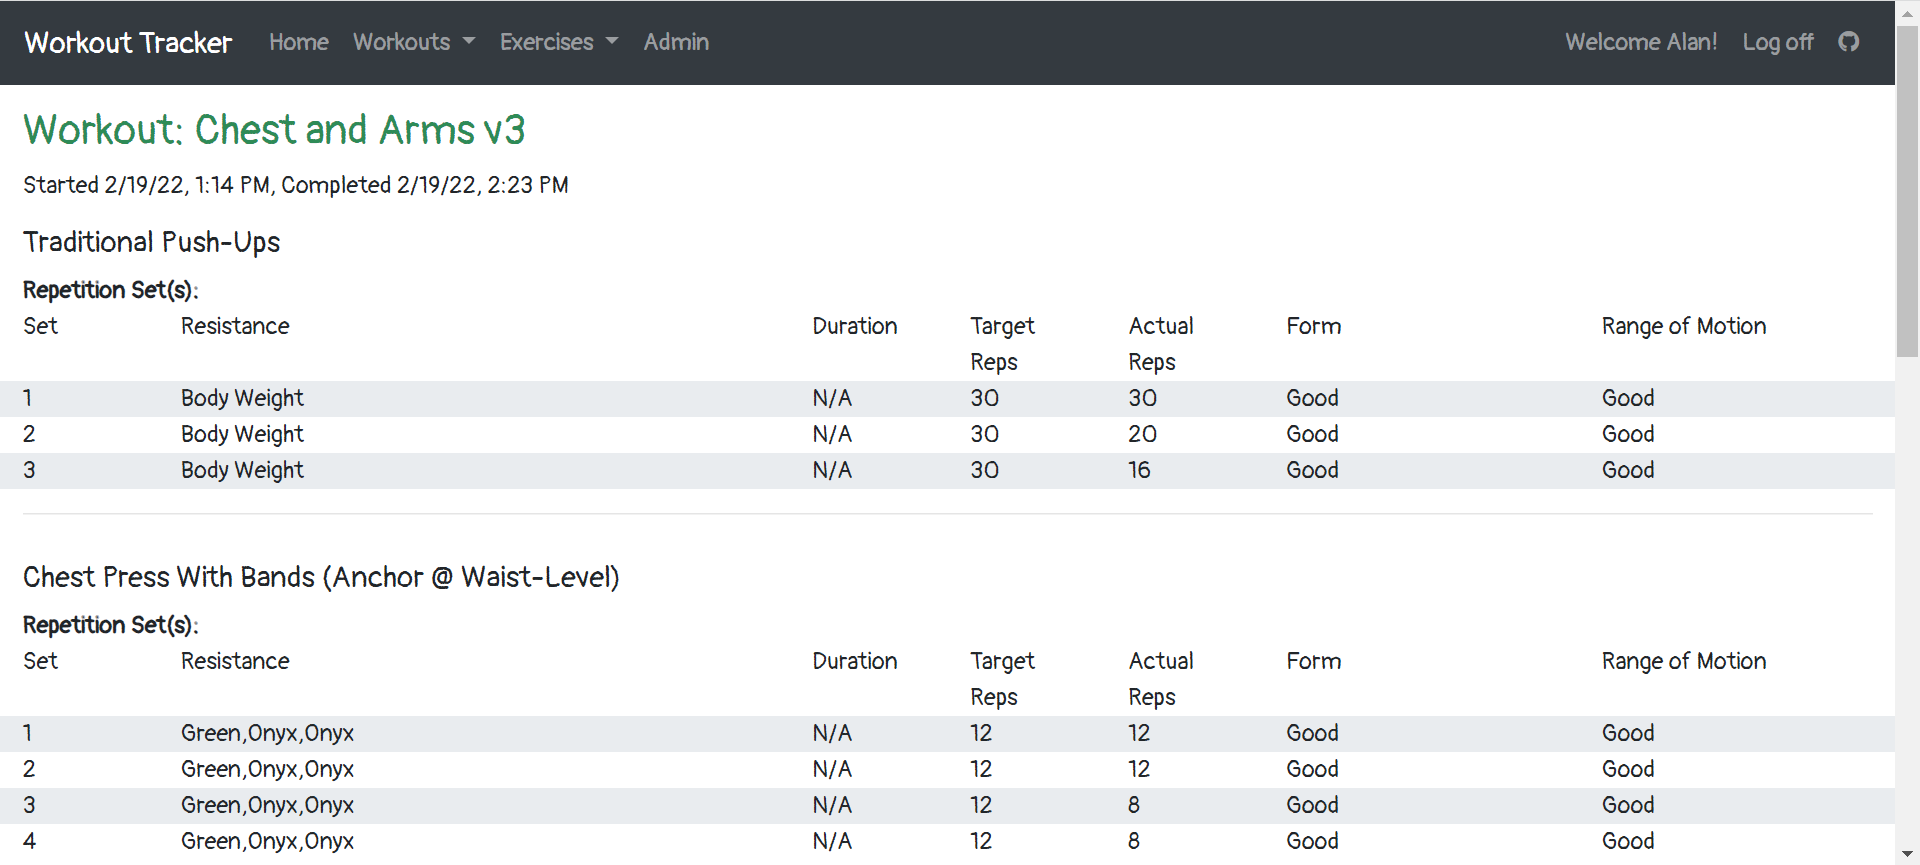 Workout Tracker Home Workouts Exercises Admin Welcome Alan! Log off
Workout: Chest and Arms v3
Started 2/19/22, 1:14 PM, Completed 2/19/22, 2:23 PM
Traditional Push-Ups
Repetition Set(s):
Set Resistance Duration Target Reps Actual Reps Form Range of Motion
1 Body Weight N/A 30 30 Good Good
2 Body Weight N/A 30 20 Good Good
3 Body Weight N/A 30 16 Good Good
Chest Press With Bands (Anchor @ Waist-Level)
Repetition Set(s):
Set Resistance Duration Target Reps Actual Reps Form Range of Motion
1 Green,Onyx,Onyx N/A 12 12 Good Good
2 Green,Onyx,Onyx N/A 12 12 Good Good
3 Green,Onyx,Onyx N/A 12 8 Good Good
4 Green,Onyx,Onyx N/A 12 8 Good Good